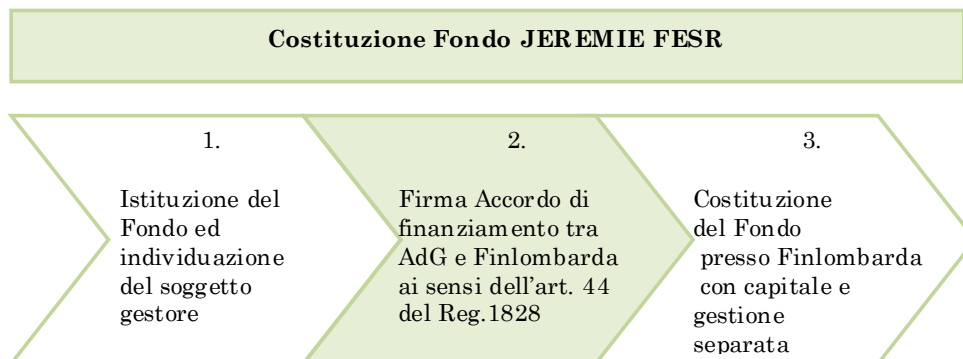 Costituzione Fondo JEREMIE FESR
1.
Istituzione del
Fondo ed
individuazione
del soggetto
gestore
2.
Firma Accordo di
finanziamento tra
AdG e Finlombarda
ai sensi dell'art. 44
del Reg.1828
3.
Costituzione
del Fondo
presso Finlombarda
con capitale e
gestione
separata